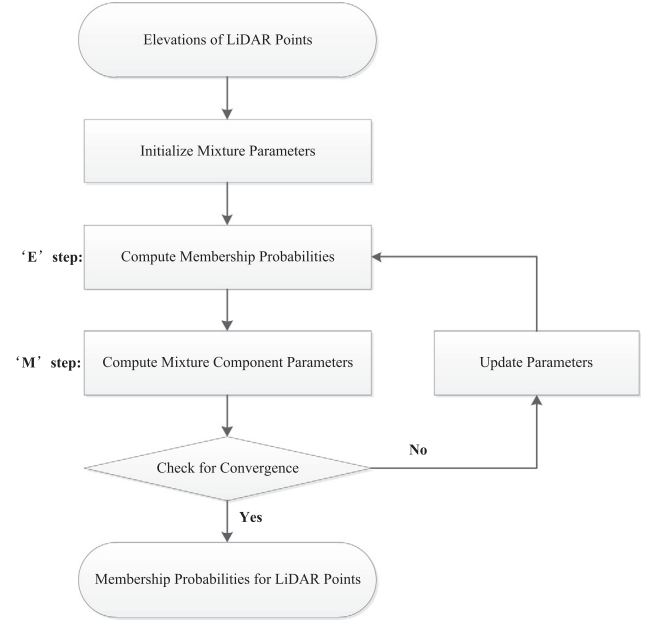 Elevations of LiDAR Points
Initialize Mixture Parameters
‘E’ step:
Compute Membership Probabilities
‘M’ step:
Compute Mixture Component Parameters
Update Parameters
Check for Convergence
No
Yes
Membership Probabilities for LiDAR Points